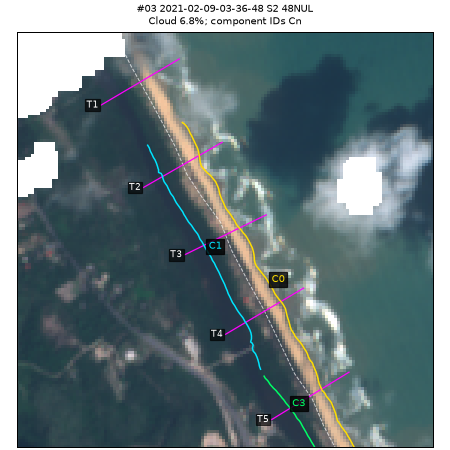 #03 2021-02-09-03-36-48 S2 48NUL
Cloud 6.8%; component IDs Cn
T1
T2
C1
T3
C0
T4
C3
T5